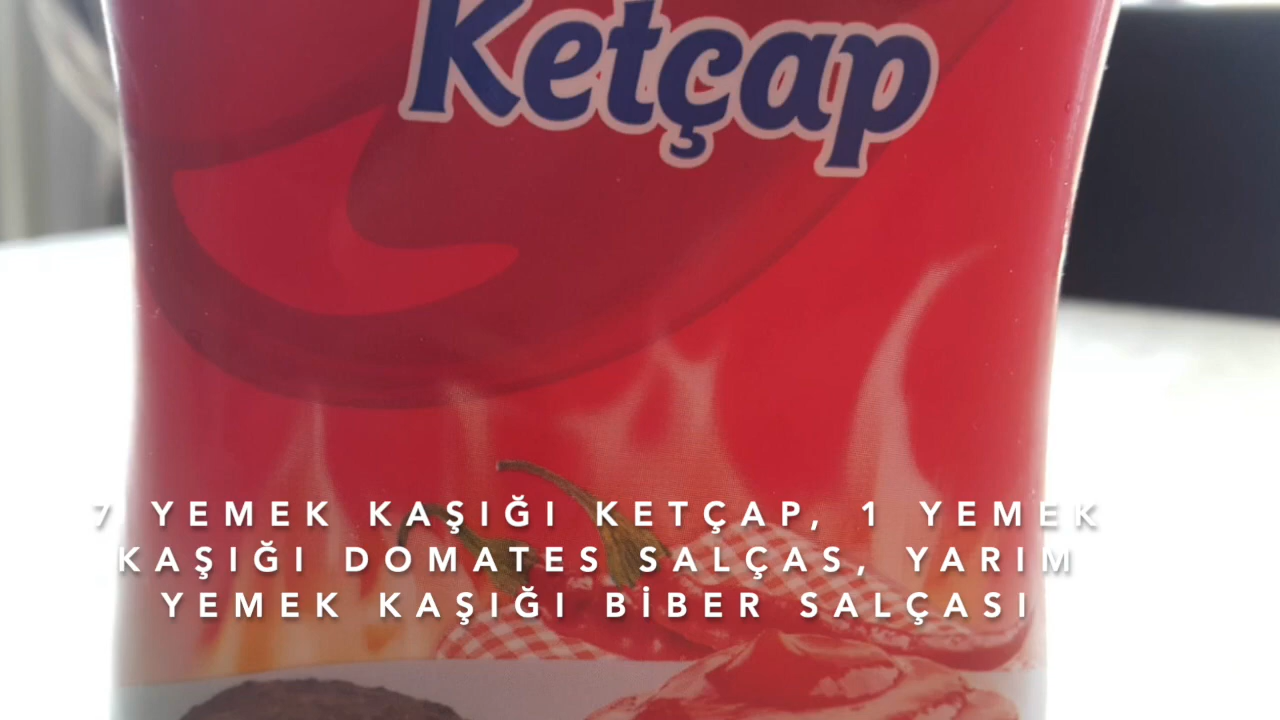 Ketçap
7 YEMEK KAŞIĞI KETÇAP, 1 YEMEK
KAŞIĞI DOMATES SALÇAS, YARIM
YEMEK KAŞIĞI BİBER SALÇASI